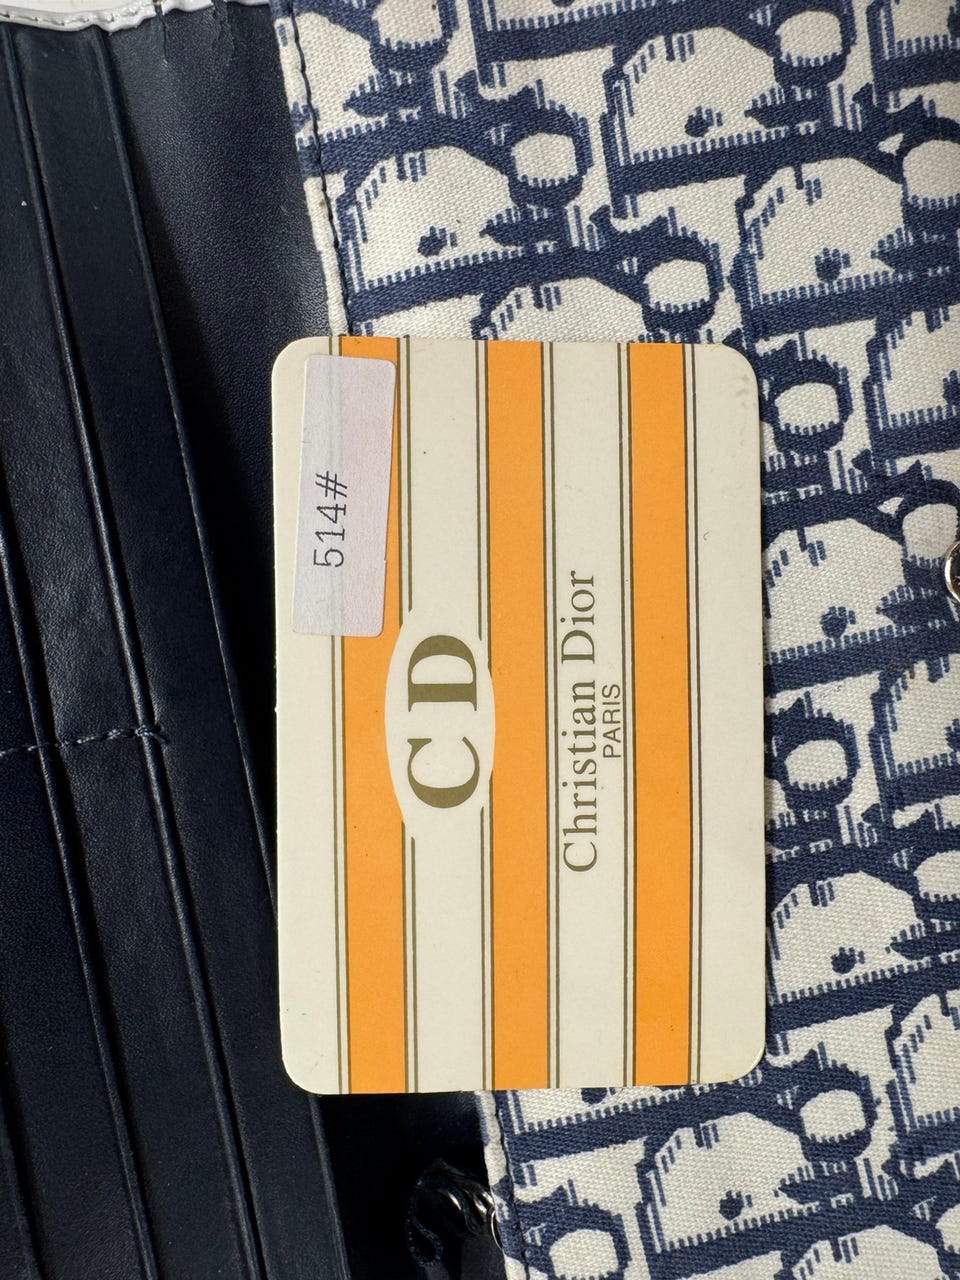 514#
CD
Christian Dior
PARIS